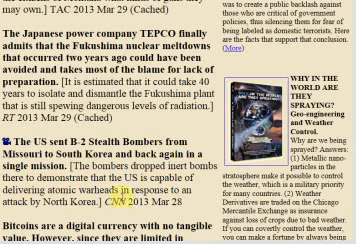 may own.] TAC 2013 Mar 29 (Cached)
The Japanese power company TEPCO finally
admits that the Fukushima nuclear meltdowns
that occurred two years ago could have been
avoided and takes most of the blame for lack of
preparation. [It is estimated that it could take 40
years to isolate and dismantle the Fukushima plant
that is still spewing dangerous levels of radiation.]
RT 2013 Mar 29 (Cached)
The US sent B-2 Stealth Bombers from
Missouri to South Korea and back again in a
single mission. [The bombers dropped inert bombs
there to demonstrate that the US is capable of
delivering atomic warheads in response to an
attack by North Korea.] CNN 2013 Mar 28
Bitcoins are a digital currency with no tangible
value. However, since they are limited in
was to create a public backlash against
those who are critical of government
policies, thus silencing them for fear of
being labeled as domestic terrorists. Here
are the facts that support that conclusion.
(More)
WHY IN THE
WORLD ARE
THEY
SPRAYING?
Geo-engineering
and Weather
Control.
Why are we being
sprayed? Answers:
(1) Metallic nano-
particles in the
stratosphere make it possible to control
the weather, which is a military priority
for many countries. (2) Weather
Derivatives are traded on the Chicago
Mercantile Exchange as insurance
against loss of crops due to bad weather.
If you can covertly control the weather,
you can make a fortune by always being